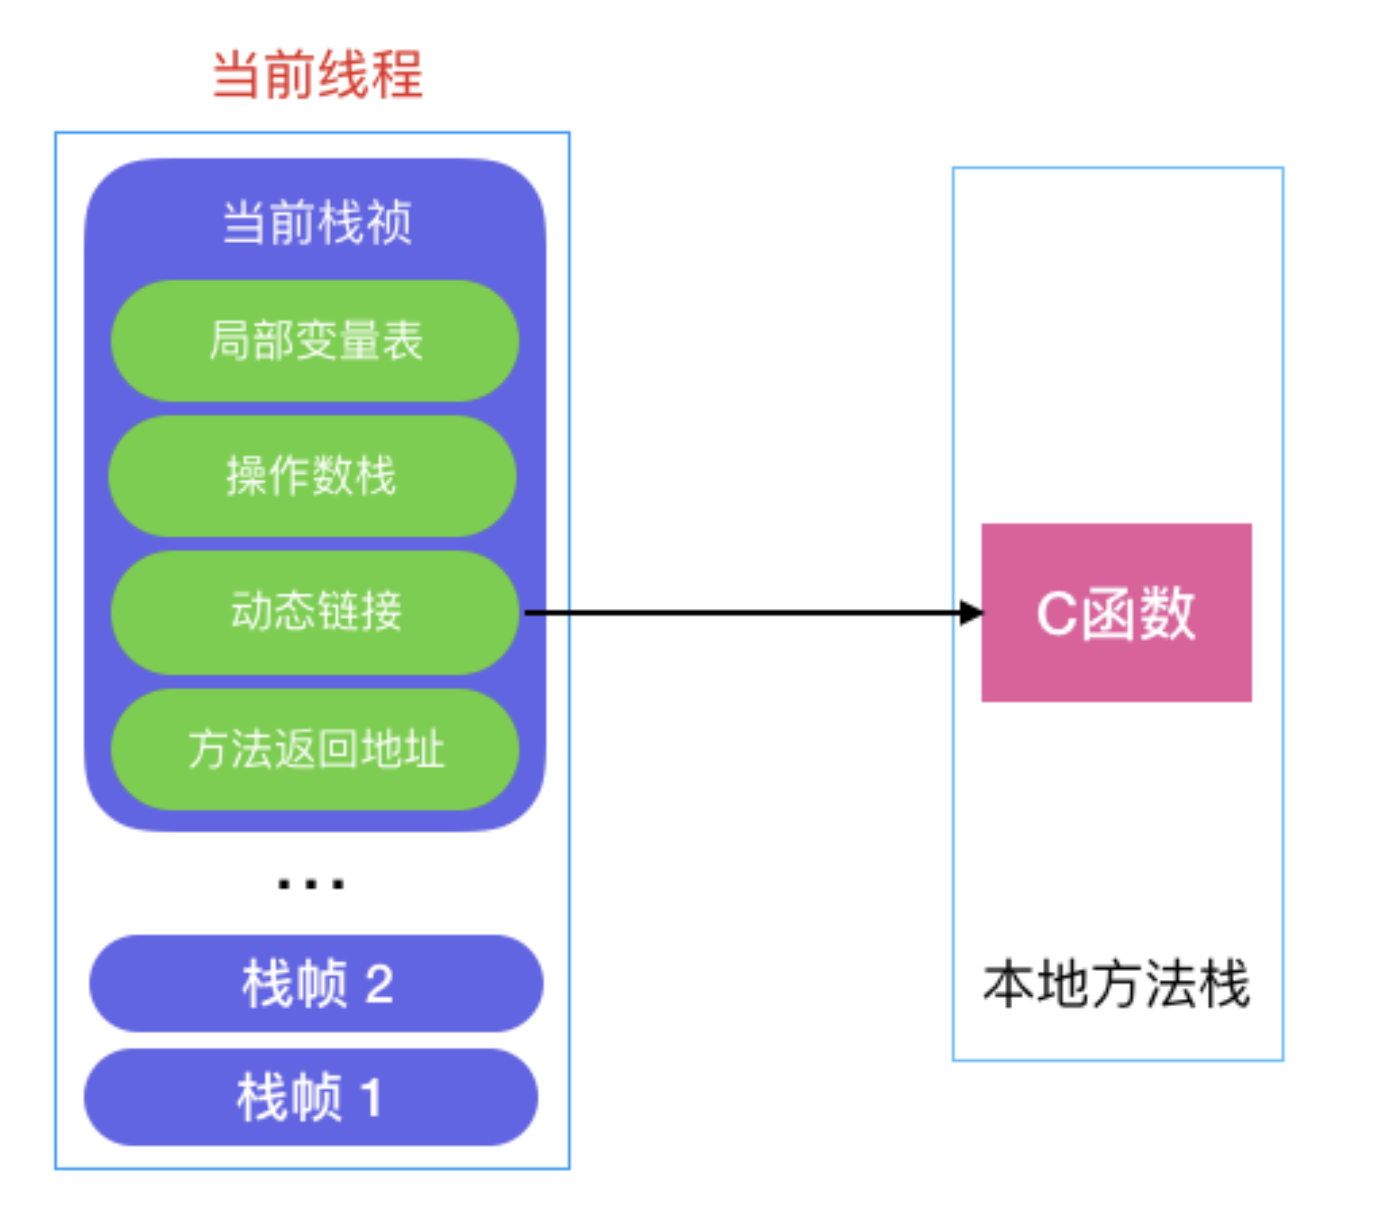 当前线程
当前栈祯
局部变量表
操作数栈
动态链接
方法返回地址
...
栈帧 2
栈帧 1
C函数
本地方法栈